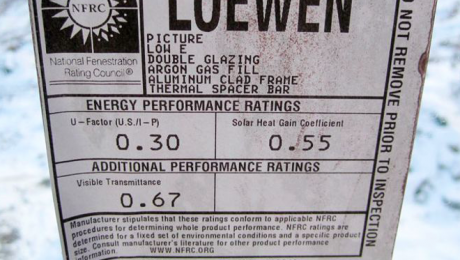 NFRC
LOEWEN
National Fenestration
Rating Council®
PICTURE
LOW E
DOUBLE GLAZING
ARGON GAS FILL
ALUMINUM CLAD FRAME
THERMAL SPACER BAR
ENERGY PERFORMANCE RATINGS
U-Factor (U.S./I-P)
0.30
Solar Heat Gain Coefficient
0.55
ADDITIONAL PERFORMANCE RATINGS
Visible Transmittance
0.67
Manufacturer stipulates that these ratings conform to applicable NFRC
procedures for determining whole product performance. NFRC ratings are
determined for a fixed set of environmental conditions and a specific product
size. Consult manufacturer's literature for other product performance
information. WWW.NFRC.ORG
DO NOT REMOVE PRIOR TO INSPECTION